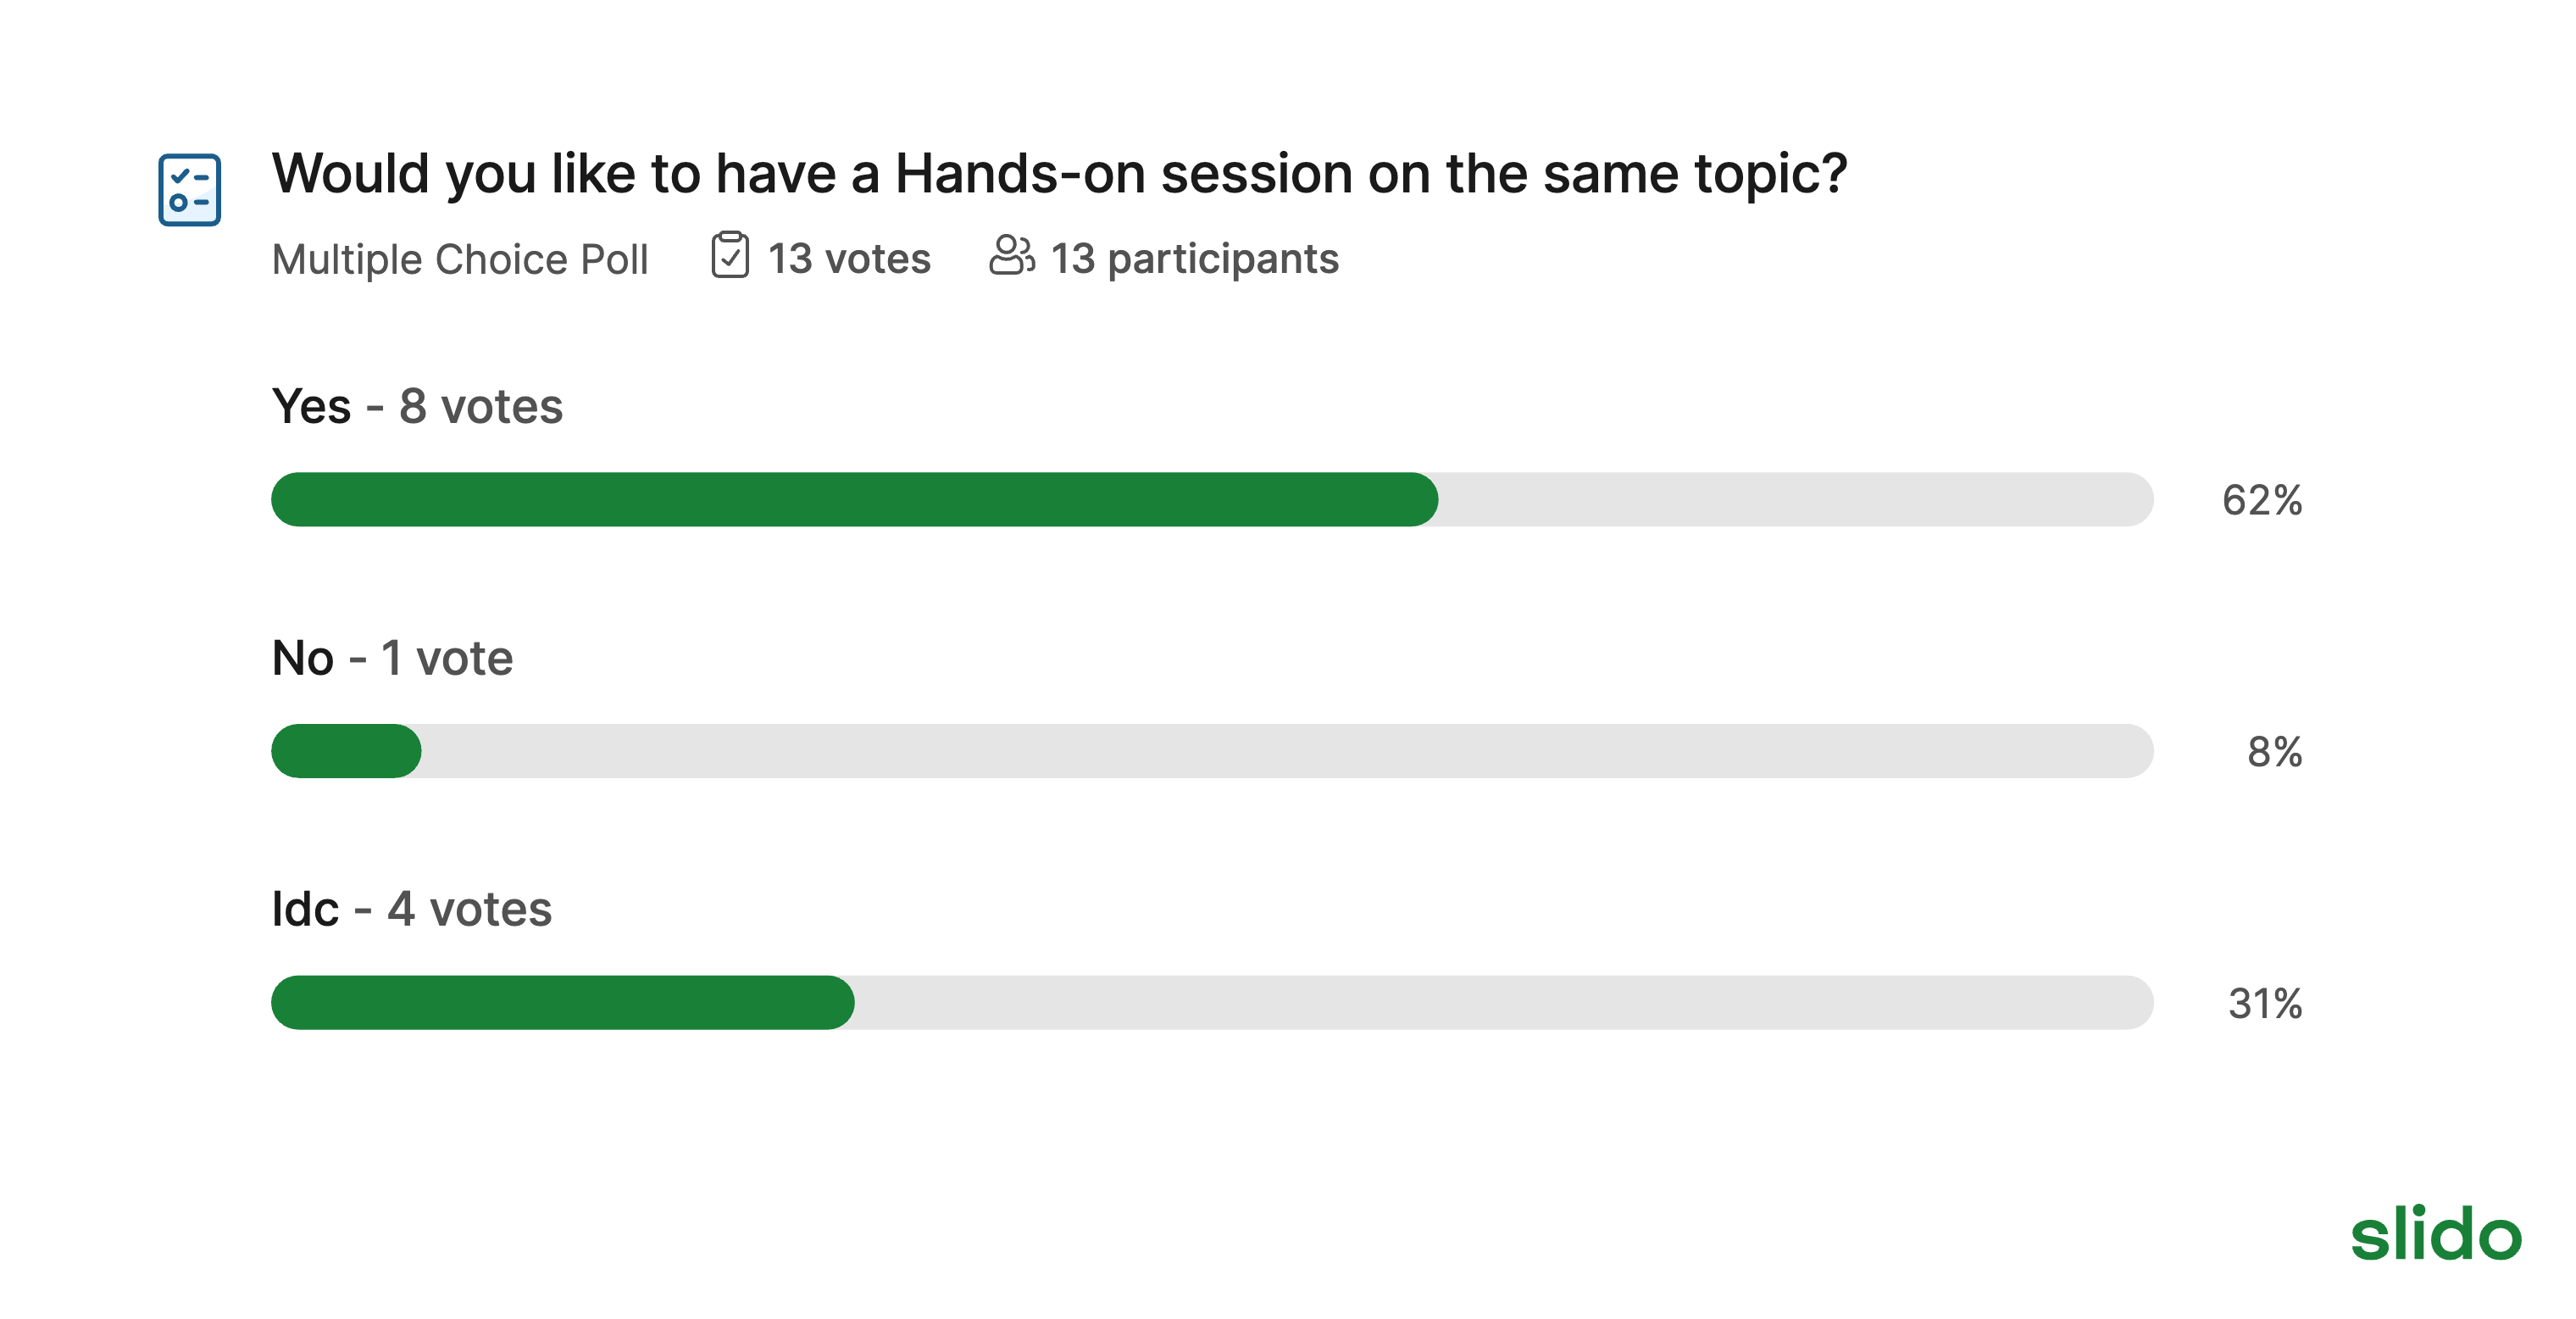 Would you like to have a Hands-on session on the same topic?
Multiple Choice Poll 13 votes 13 participants
Yes - 8 votes
62%
No - 1 vote
8%
Idc - 4 votes
31%
slido